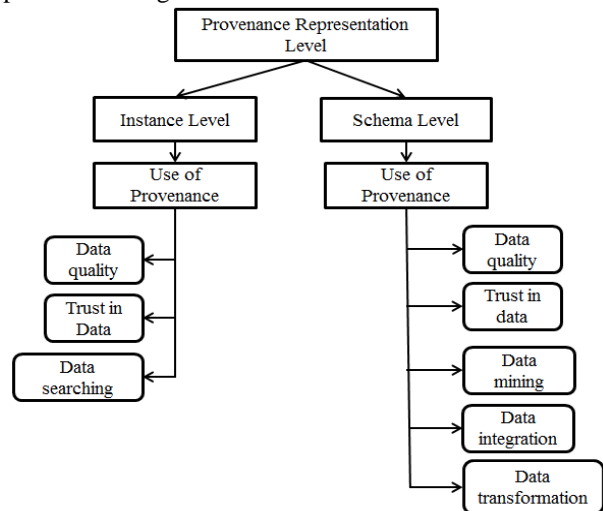 Provenance Representation
Level
Instance Level
Schema Level
Use of
Provenance
Use of
Provenance
Data
quality
Trust in
Data
Data
searching
Data
quality
Trust in
data
Data
mining
Data
integration
Data
transformation